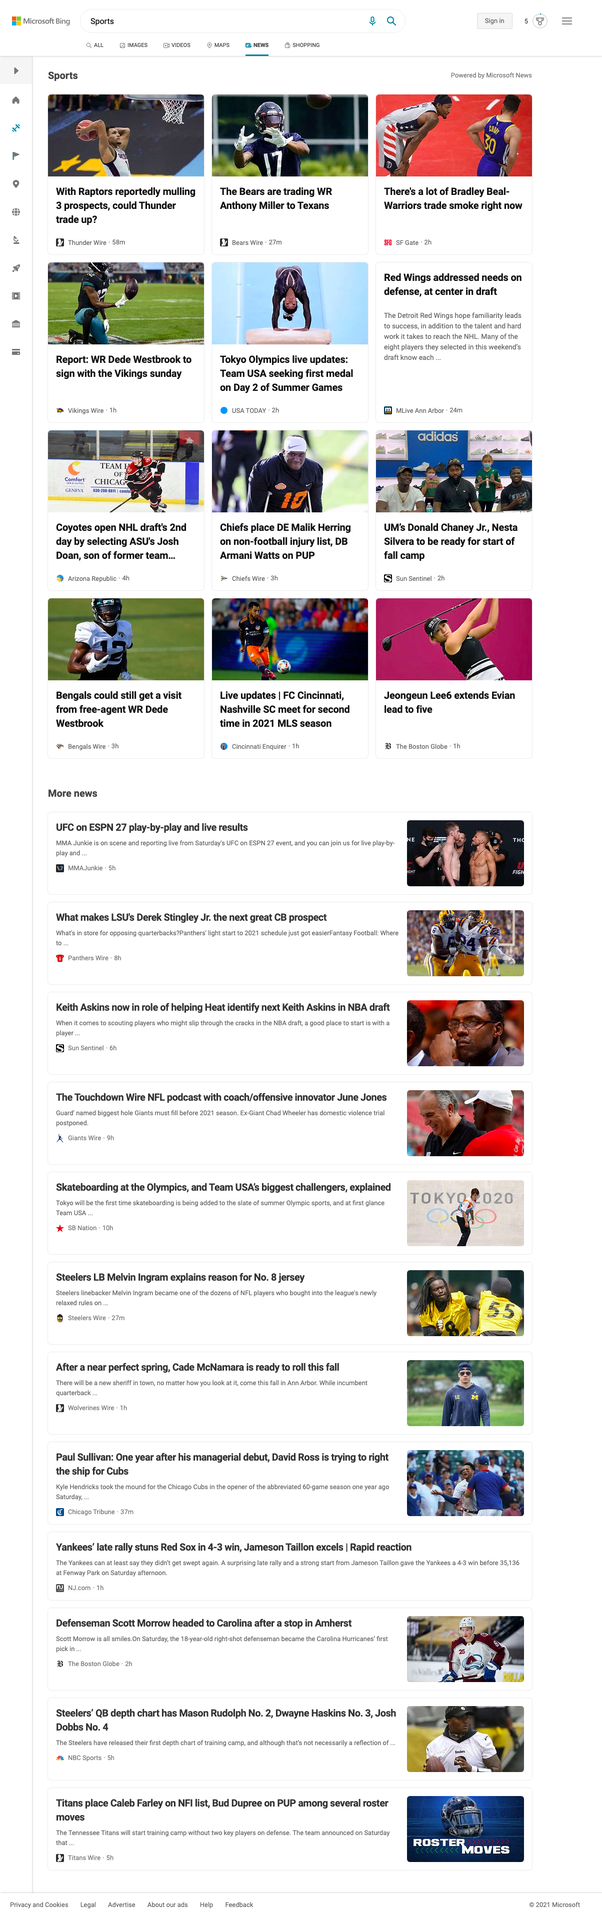 Microsoft Bing
Sports
Sign in
5
ALL
IMAGES
VIDEOS
MAPS
NEWS
SHOPPING
Sports
Powered by Microsoft News
With Raptors reportedly mulling
3 prospects, could Thunder
trade up?
Thunder Wire · 58m
17
The Bears are trading WR
Anthony Miller to Texans
Bears Wire · 27m
30
There's a lot of Bradley Beal-
Warriors trade smoke right now
SF Gate · 2h
Report: WR Dede Westbrook to
sign with the Vikings sunday
Vikings Wire · 1h
Tokyo Olympics live updates:
Team USA seeking first medal
on Day 2 of Summer Games
USA TODAY · 2h
Red Wings addressed needs on
defense, at center in draft
The Detroit Red Wings hope familiarity leads
to success, in addition to the talent and hard
work it takes to reach the NHL. Many of the
eight players they selected in this weekend's
draft know each ...
MLive Ann Arbor · 24m
Comfort
GENEVA
TEAM I
OF
CHICAG
Coyotes open NHL draft's 2nd
day by selecting ASU's Josh
Doan, son of former team...
Arizona Republic · 4h
10
Chiefs place DE Malik Herring
on non-football injury list, DB
Armani Watts on PUP
Chiefs Wire · 3h
adidas
UM's Donald Chaney Jr., Nesta
Silvera to be ready for start of
fall camp
Sun Sentinel · 2h
12
Bengals could still get a visit
from free-agent WR Dede
Westbrook
Bengals Wire · 3h
Live updates | FC Cincinnati,
Nashville SC meet for second
time in 2021 MLS season
Cincinnati Enquirer · 1h
Jeongeun Lee6 extends Evian
lead to five
The Boston Globe · 1h
More news
UFC on ESPN 27 play-by-play and live results
MMA Junkie is on scene and reporting live from Saturday's UFC on ESPN 27 event, and you can join us for live play-by-
play and ...
MMAJunkie · 5h
What makes LSU's Derek Stingley Jr. the next great CB prospect
What's in store for opposing quarterbacks?Panthers' light start to 2021 schedule just got easierFantasy Football: Where
to ...
Panthers Wire · 8h
24
Keith Askins now in role of helping Heat identify next Keith Askins in NBA draft
When it comes to scouting players who might slip through the cracks in the NBA draft, a good place to start is with a
player ...
Sun Sentinel · 6h
The Touchdown Wire NFL podcast with coach/offensive innovator June Jones
Guard' named biggest hole Giants must fill before 2021 season. Ex-Giant Chad Wheeler has domestic violence trial
postponed.
Giants Wire · 9h
Skateboarding at the Olympics, and Team USA's biggest challengers, explained
Tokyo will be the first time skateboarding is being added to the slate of summer Olympic sports, and at first glance
Team USA ...
SB Nation · 10h
TOKYO 2020
Steelers LB Melvin Ingram explains reason for No. 8 jersey
Steelers linebacker Melvin Ingram became one of the dozens of NFL players who bought into the league's newly
relaxed rules on ...
Steelers Wire · 27m
8
55
After a near perfect spring, Cade McNamara is ready to roll this fall
There will be a new sheriff in town, no matter how you look at it, come this fall in Ann Arbor. While incumbent
quarterback ...
Wolverines Wire · 1h
Paul Sullivan: One year after his managerial debut, David Ross is trying to right
the ship for Cubs
Kyle Hendricks took the mound for the Chicago Cubs in the opener of the abbreviated 60-game season one year ago
Saturday, ...
Chicago Tribune · 37m
Yankees' late rally stuns Red Sox in 4-3 win, Jameson Taillon excels | Rapid reaction
The Yankees can at least say they didn't get swept again. A surprising late rally and a strong start from Jameson Taillon gave the Yankees a 4-3 win before 35,136
at Fenway Park on Saturday afternoon.
NJ.com · 1h
Defenseman Scott Morrow headed to Carolina after a stop in Amherst
Scott Morrow is all smiles.On Saturday, the 18-year-old right-shot defenseman became the Carolina Hurricanes' first
pick in ...
The Boston Globe · 2h
25
Steelers' QB depth chart has Mason Rudolph No. 2, Dwayne Haskins No. 3, Josh
Dobbs No. 4
The Steelers have released their first depth chart of training camp, and although that's not necessarily a reflection of ...
NBC Sports · 5h
Titans place Caleb Farley on NFI list, Bud Dupree on PUP among several roster
moves
The Tennessee Titans will start training camp without two key players on defense. The team announced on Saturday
that ...
Titans Wire · 5h
ROSTER
MOVES
Privacy and Cookies
Legal
Advertise
About our ads
Help
Feedback
© 2021 Microsoft